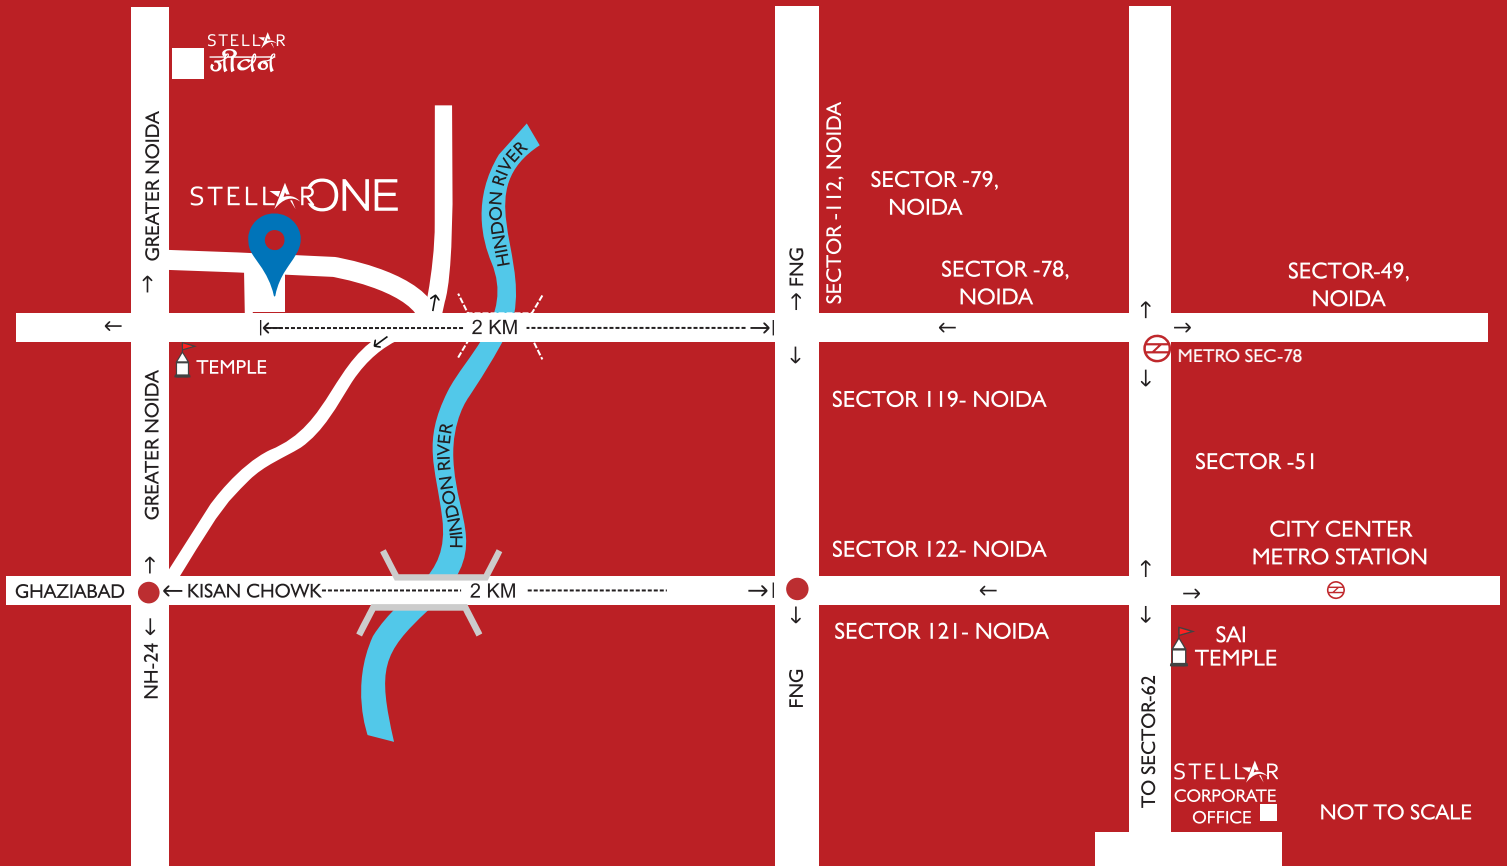 STELLAR
जीवन
GREATER NOIDA
STELLAR ONE
HINDON RIVER
FNG
SECTOR -112, NOIDA
SECTOR -79,
NOIDA
SECTOR -78,
NOIDA
SECTOR-49,
NOIDA
2 KM
TEMPLE
METRO SEC-78
GREATER NOIDA
SECTOR 119- NOIDA
HINDON RIVER
SECTOR -51
SECTOR 122- NOIDA
CITY CENTER
METRO STATION
GHAZIABAD
KISAN CHOWK
2 KM
NH-24
FNG
SECTOR 121- NOIDA
SAI
TEMPLE
TO SECTOR-62
STELLAR
CORPORATE
OFFICE
NOT TO SCALE